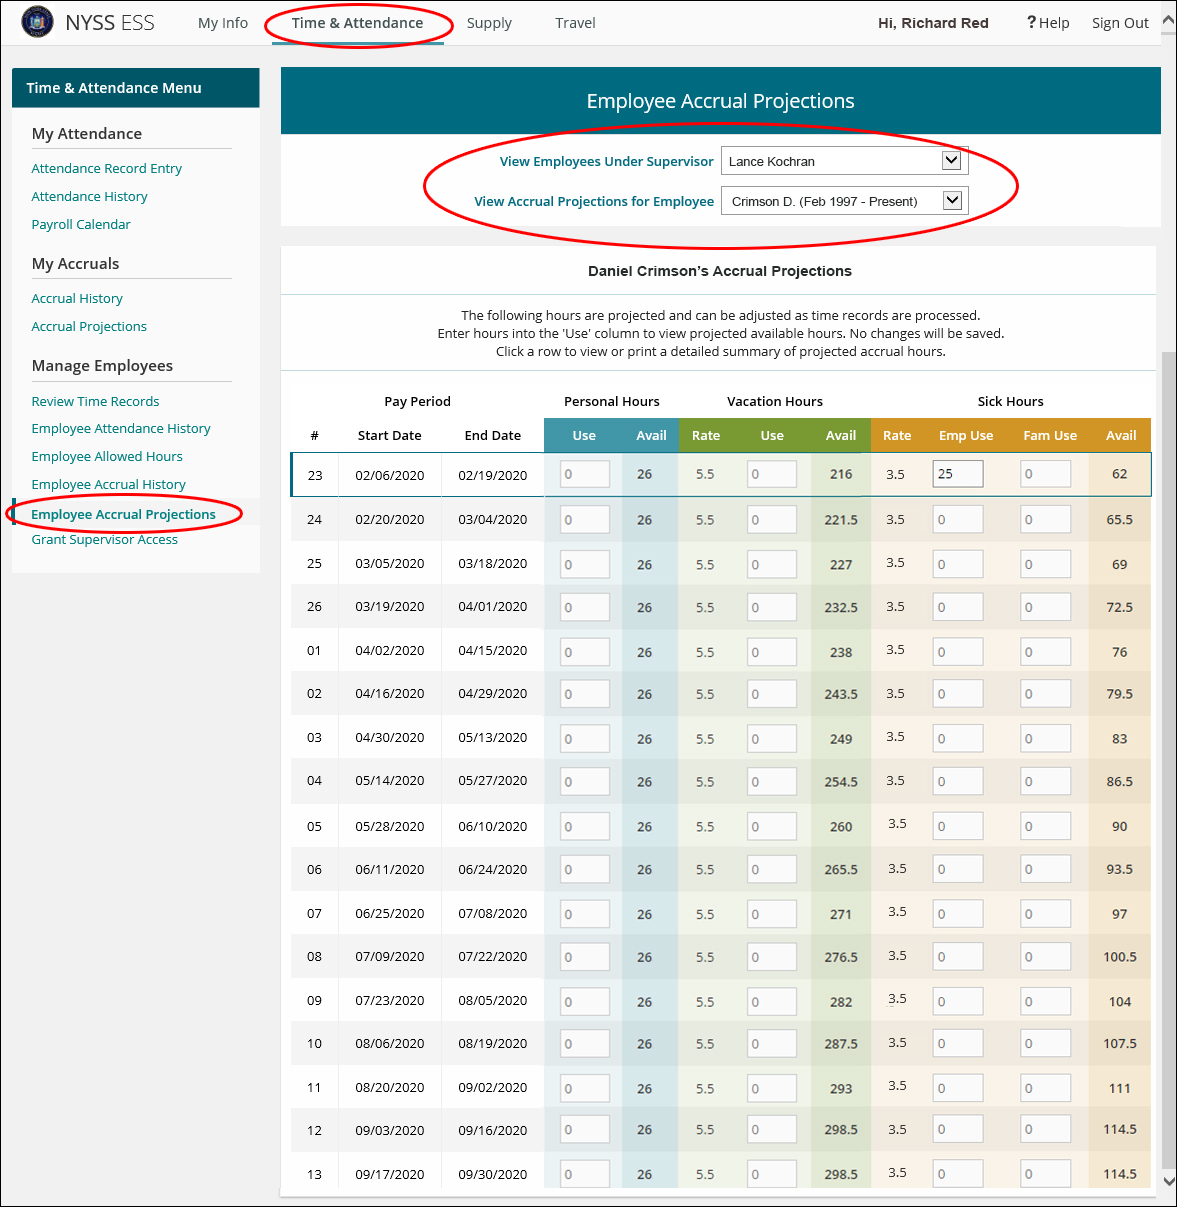 NYSS ESS My Info Time & Attendance Supply Travel Hi, Richard Red ? Help Sign Out
Time & Attendance Menu
My Attendance
Attendance Record Entry
Attendance History
Payroll Calendar
My Accruals
Accrual History
Accrual Projections
Manage Employees
Review Time Records
Employee Attendance History
Employee Allowed Hours
Employee Accrual History
Employee Accrual Projections
Grant Supervisor Access
Employee Accrual Projections
View Employees Under Supervisor Lance Kochran
View Accrual Projections for Employee Crimson D. (Feb 1997 - Present)
Daniel Crimson's Accrual Projections
The following hours are projected and can be adjusted as time records are processed.
Enter hours into the 'Use' column to view projected available hours. No changes will be saved.
Click a row to view or print a detailed summary of projected accrual hours.
Pay Period Personal Hours Vacation Hours Sick Hours
# Start Date End Date Use Avail Rate Use Avail Rate Emp Use Fam Use Avail
23 02/06/2020 02/19/2020 0 26 5.5 0 216 3.5 25 0 62
24 02/20/2020 03/04/2020 0 26 5.5 0 221.5 3.5 0 0 65.5
25 03/05/2020 03/18/2020 0 26 5.5 0 227 3.5 0 0 69
26 03/19/2020 04/01/2020 0 26 5.5 0 232.5 3.5 0 0 72.5
01 04/02/2020 04/15/2020 0 26 5.5 0 238 3.5 0 0 76
02 04/16/2020 04/29/2020 0 26 5.5 0 243.5 3.5 0 0 79.5
03 04/30/2020 05/13/2020 0 26 5.5 0 249 3.5 0 0 83
04 05/14/2020 05/27/2020 0 26 5.5 0 254.5 3.5 0 0 86.5
05 05/28/2020 06/10/2020 0 26 5.5 0 260 3.5 0 0 90
06 06/11/2020 06/24/2020 0 26 5.5 0 265.5 3.5 0 0 93.5
07 06/25/2020 07/08/2020 0 26 5.5 0 271 3.5 0 0 97
08 07/09/2020 07/22/2020 0 26 5.5 0 276.5 3.5 0 0 100.5
09 07/23/2020 08/05/2020 0 26 5.5 0 282 3.5 0 0 104
10 08/06/2020 08/19/2020 0 26 5.5 0 287.5 3.5 0 0 107.5
11 08/20/2020 09/02/2020 0 26 5.5 0 293 3.5 0 0 111
12 09/03/2020 09/16/2020 0 26 5.5 0 298.5 3.5 0 0 114.5
13 09/17/2020 09/30/2020 0 26 5.5 0 298.5 3.5 0 0 114.5